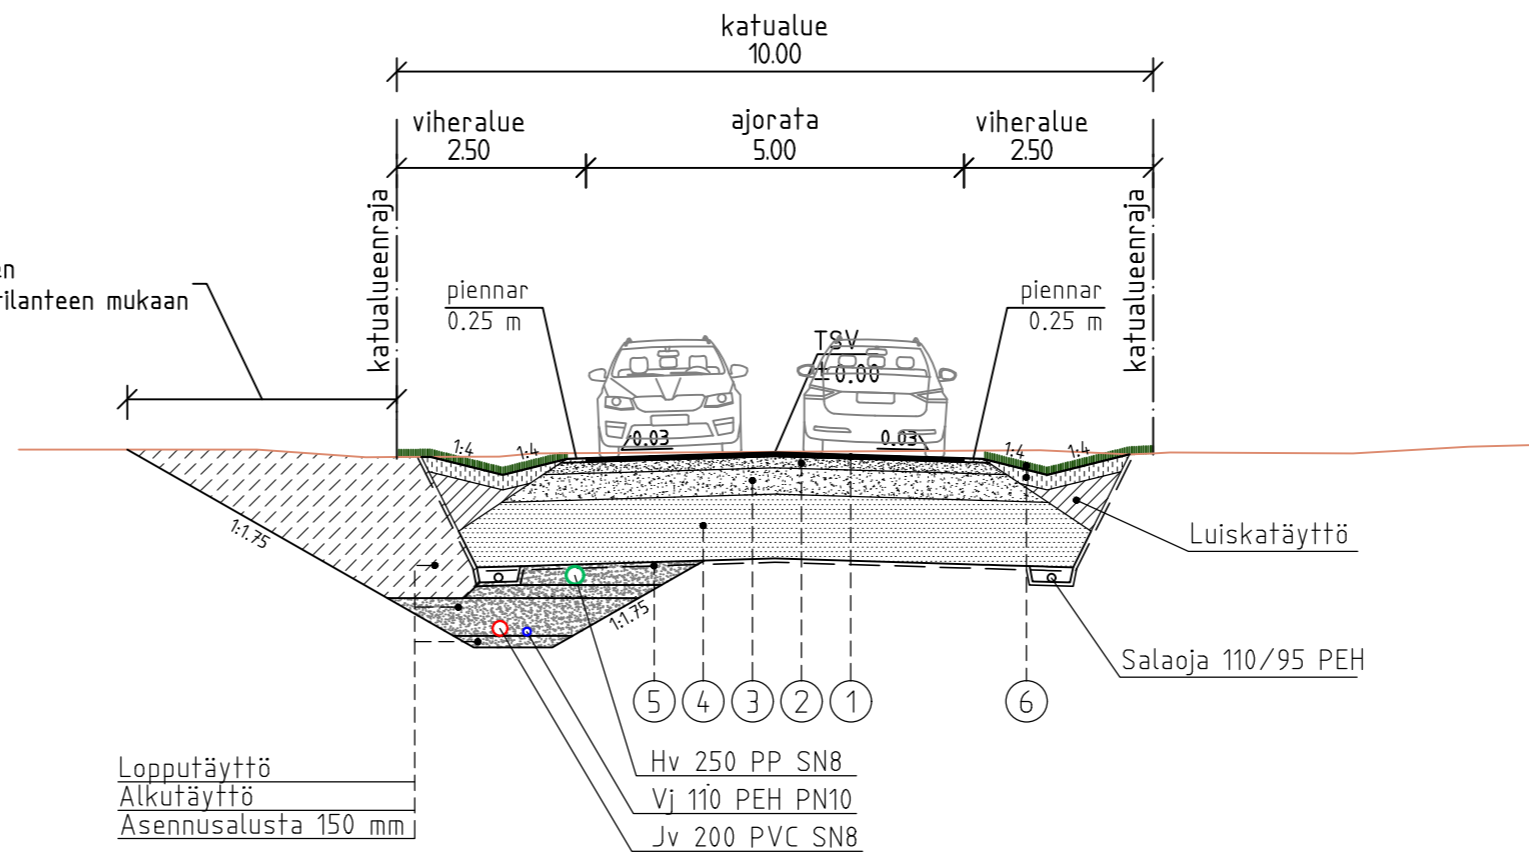 katualue
10.00
viheralue
2.50
ajorata
5.00
viheralue
2.50
katualueenraja
katualueenraja
en
tilanteen mukaan
piennar
0.25 m
piennar
0.25 m
TSV
±0.00
0.03
0.03
1:4
1:4
1:4
1:4
1:1.75
1:1.75
Luiskatäyttö
Salaoja 110/95 PEH
5
4
3
2
1
6
Hv 250 PP SN8
Vj 110 PEH PN10
Jv 200 PVC SN8
Lopputäyttö
Alkutäyttö
Asennusalusta 150 mm